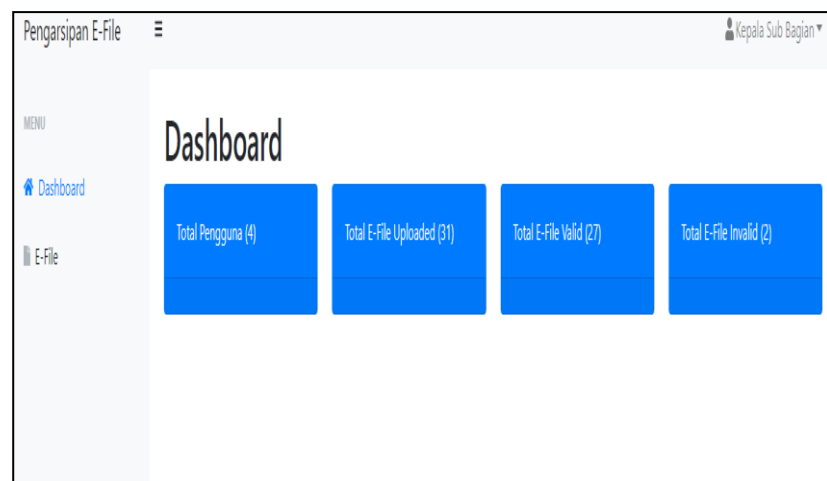 Pengarsipan E-File
Kepala Sub Bagian
MENU
Dashboard
E-File
Dashboard
Total Pengguna (4)
Total E-File Uploaded (31)
Total E-File Valid (27)
Total E-File Invalid (2)